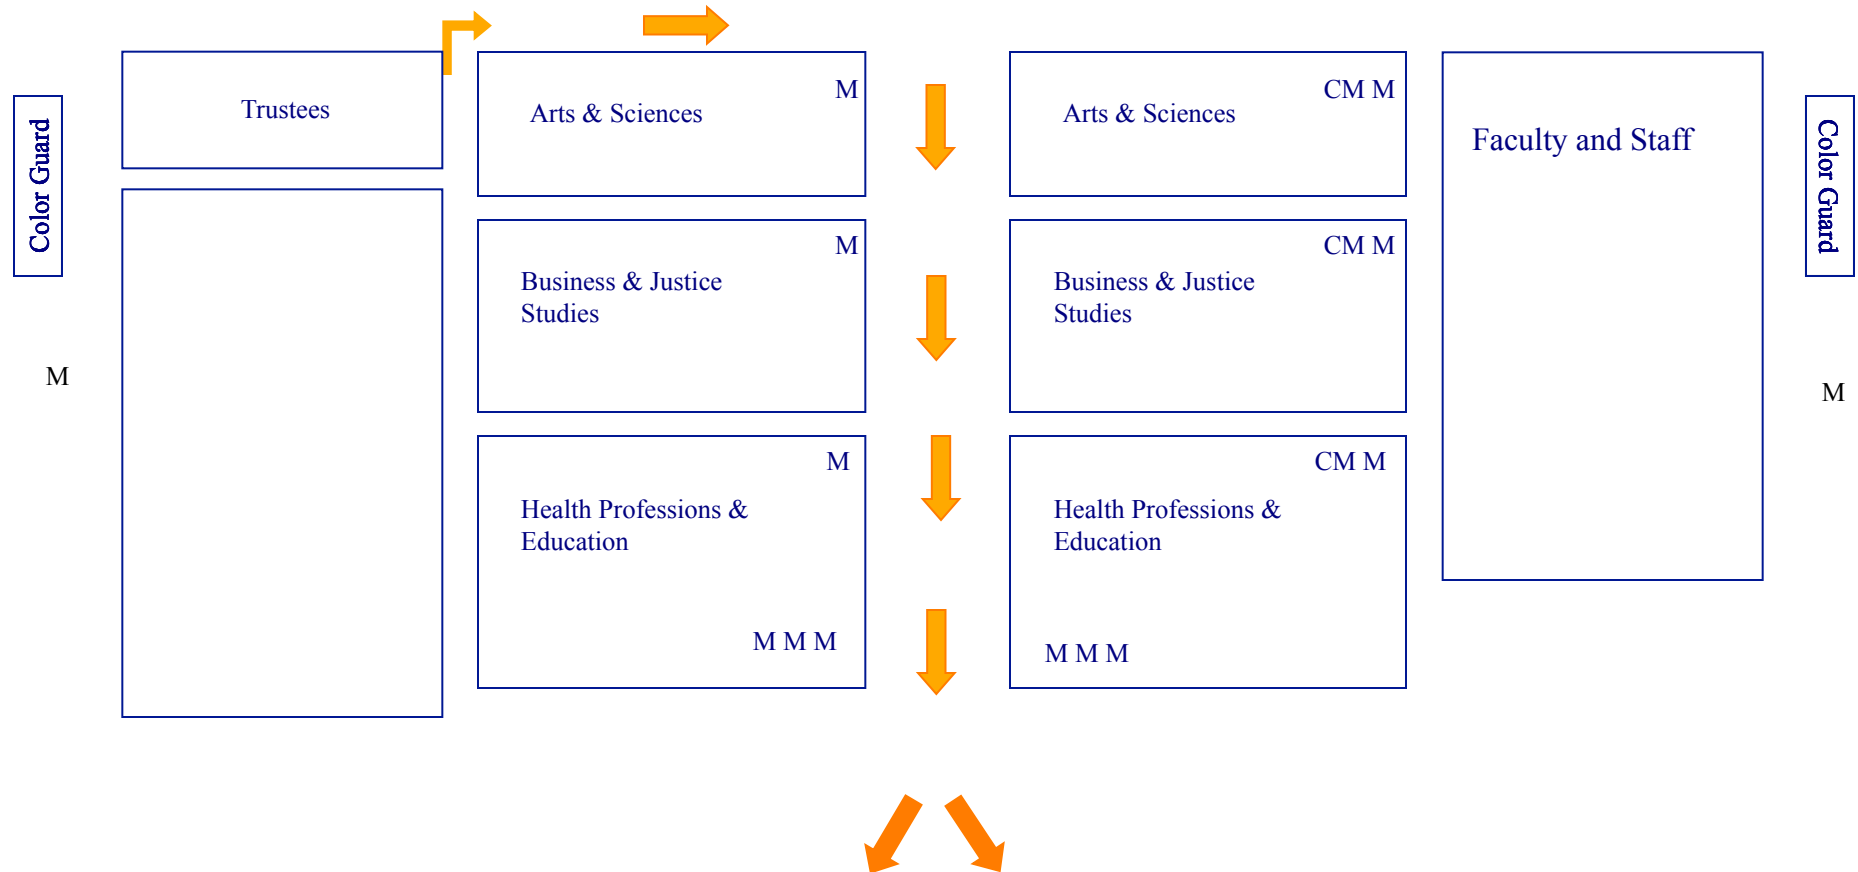 Color Guard
Trustees
M
Arts & Sciences
CM M
Arts & Sciences
Faculty and Staff
Color Guard
M
Business & Justice
Studies
CM M
Business & Justice
Studies
M
M
M
Health Professions &
Education
M M M
CM M
Health Professions &
Education
M M M